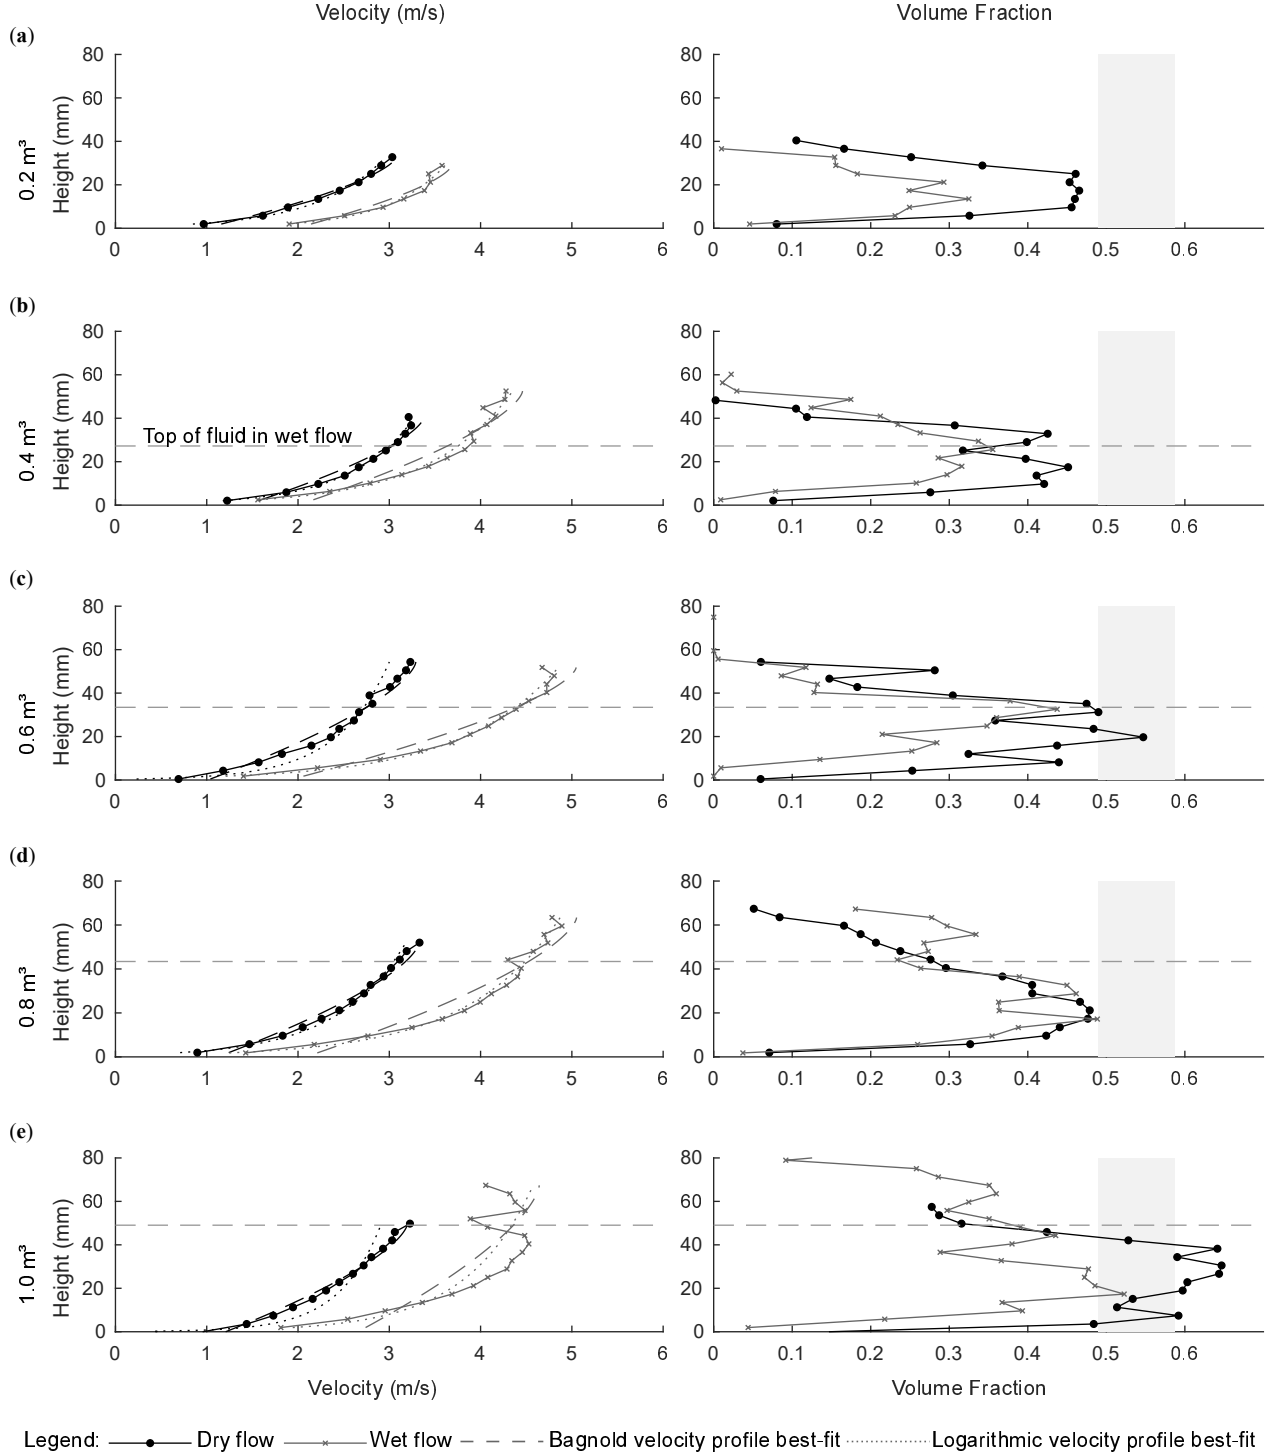 Velocity (m/s) Volume Fraction
(a)
0.2 m³
Height (mm)
80
60
40
20
0
0 1 2 3 4 5 6
80
60
40
20
0
0 0.1 0.2 0.3 0.4 0.5 0.6
(b)
0.4 m³
Height (mm)
80
60
40
20
0
Top of fluid in wet flow
0 1 2 3 4 5 6
80
60
40
20
0
0 0.1 0.2 0.3 0.4 0.5 0.6
(c)
0.6 m³
Height (mm)
80
60
40
20
0
0 1 2 3 4 5 6
80
60
40
20
0
0 0.1 0.2 0.3 0.4 0.5 0.6
(d)
0.8 m³
Height (mm)
80
60
40
20
0
0 1 2 3 4 5 6
80
60
40
20
0
0 0.1 0.2 0.3 0.4 0.5 0.6
(e)
1.0 m³
Height (mm)
80
60
40
20
0
0 1 2 3 4 5 6
80
60
40
20
0
0 0.1 0.2 0.3 0.4 0.5 0.6
Velocity (m/s) Volume Fraction
Legend: Dry flow Wet flow Bagnold velocity profile best-fit Logarithmic velocity profile best-fit